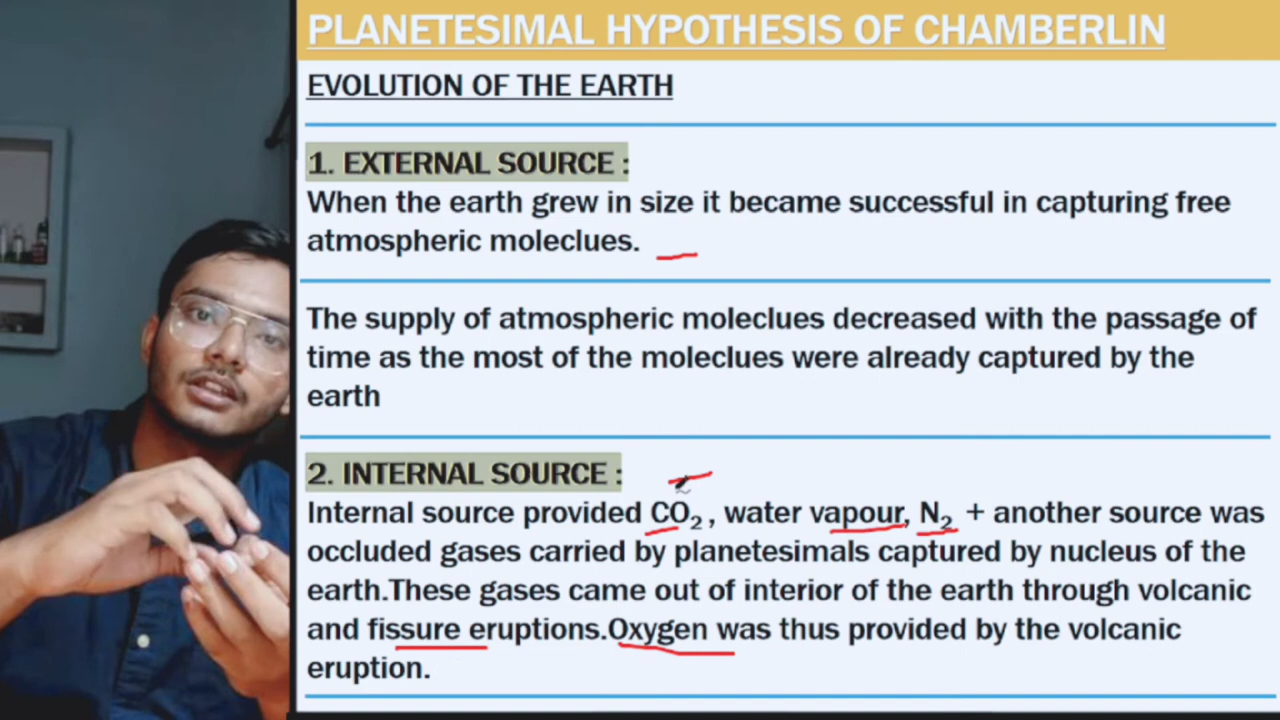 PLANETESIMAL HYPOTHESIS OF CHAMBERLIN
EVOLUTION OF THE EARTH
1. EXTERNAL SOURCE :
When the earth grew in size it became successful in capturing free
atmospheric moleclues.
The supply of atmospheric moleclues decreased with the passage of
time as the most of the moleclues were already captured by the
earth
2. INTERNAL SOURCE :
Internal source provided CO₂, water vapour, N₂ + another source was
occluded gases carried by planetesimals captured by nucleus of the
earth.These gases came out of interior of the earth through volcanic
and fissure eruptions.Oxygen was thus provided by the volcanic
eruption.